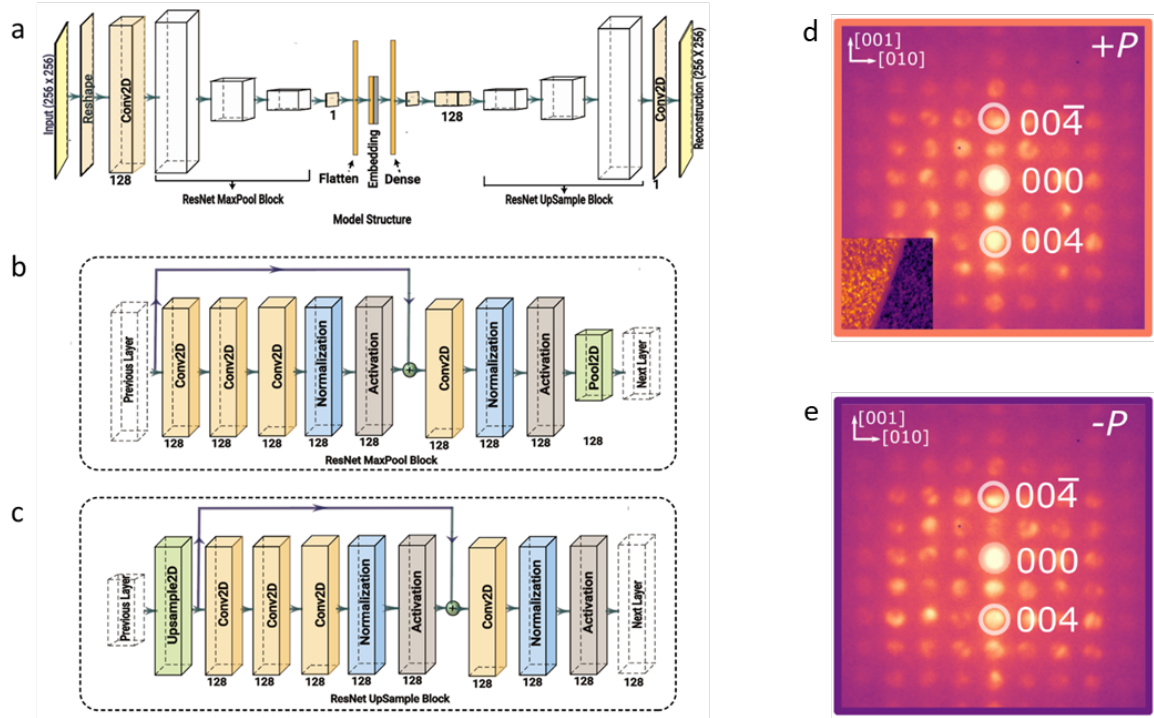 a
Input (256 X 256)
Reshape
Conv2D
128
ResNet MaxPool Block
1
Flatten
Embedding
Dense
128
ResNet UpSample Block
Conv2D
1
Reconstruction (256 X 256)
Model Structure
b
Previous Layer
Conv2D
Conv2D
Conv2D
Normalization
Activation
+
Conv2D
Normalization
Activation
Pool2D
Next Layer
128 128 128 128 128 128 128 128 128
ResNet MaxPool Block
c
Previous Layer
Upsample2D
Conv2D
Conv2D
Conv2D
Normalization
Activation
+
Conv2D
Normalization
Activation
Next Layer
128 128 128 128 128 128 128 128 128
ResNet UpSample Block
d
[001]
[010]
+P
004̅
000
004
e
[001]
[010]
-P
004̅
000
004